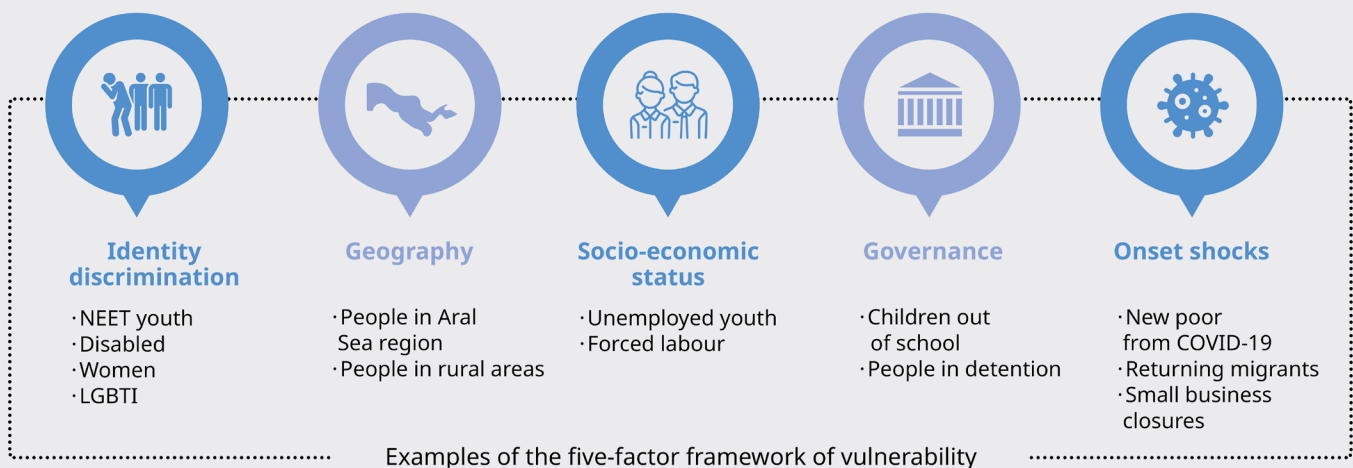 Identity
discrimination
·NEET youth
·Disabled
·Women
·LGBTI
Geography
·People in Aral
Sea region
·People in rural areas
Socio-economic
status
·Unemployed youth
·Forced labour
Governance
·Children out
of school
·People in detention
Onset shocks
·New poor
from COVID-19
·Returning migrants
·Small business
closures
Examples of the five-factor framework of vulnerability